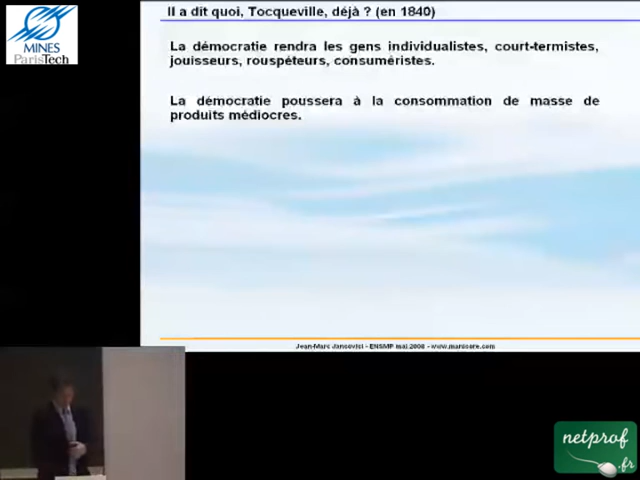 Il a dit quoi, Tocqueville, déjà ? (en 1840)
MINES
ParisTech
La démocratie rendra les gens individualistes, court-termistes,
jouisseurs, rouspéteurs, consuméristes.
La démocratie poussera à la consommation de masse de
produits médiocres.
Jean-Marc Jancovici - ENSMP mai 2008 - www.manicore.com
netprof
.fr